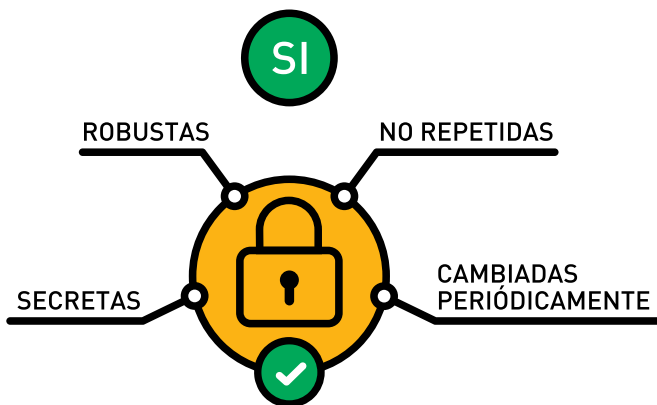 SI
ROBUSTAS
NO REPETIDAS
SECRETAS
CAMBIADAS
PERIÓDICAMENTE